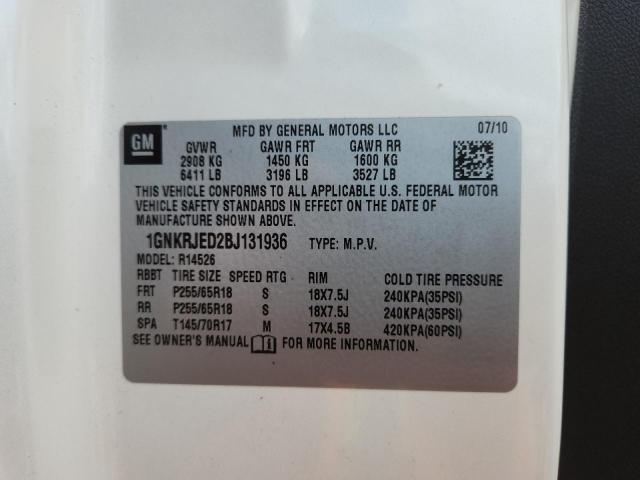 GM MFD BY GENERAL MOTORS LLC 07/10
GVWR GAWR FRT GAWR RR
2908 KG 1450 KG 1600 KG
6411 LB 3196 LB 3527 LB
THIS VEHICLE CONFORMS TO ALL APPLICABLE U.S. FEDERAL MOTOR
VEHICLE SAFETY STANDARDS IN EFFECT ON THE DATE OF
MANUFACTURE SHOWN ABOVE.
1GNKRJED2BJ131936 TYPE: M.P.V.
MODEL: R14526
RBBT TIRE SIZE SPEED RTG RIM COLD TIRE PRESSURE
FRT P255/65R18 S 18X7.5J 240KPA(35PSI)
RR P255/65R18 S 18X7.5J 240KPA(35PSI)
SPA T145/70R17 M 17X4.5B 420KPA(60PSI)
SEE OWNER'S MANUAL FOR MORE INFORMATION.